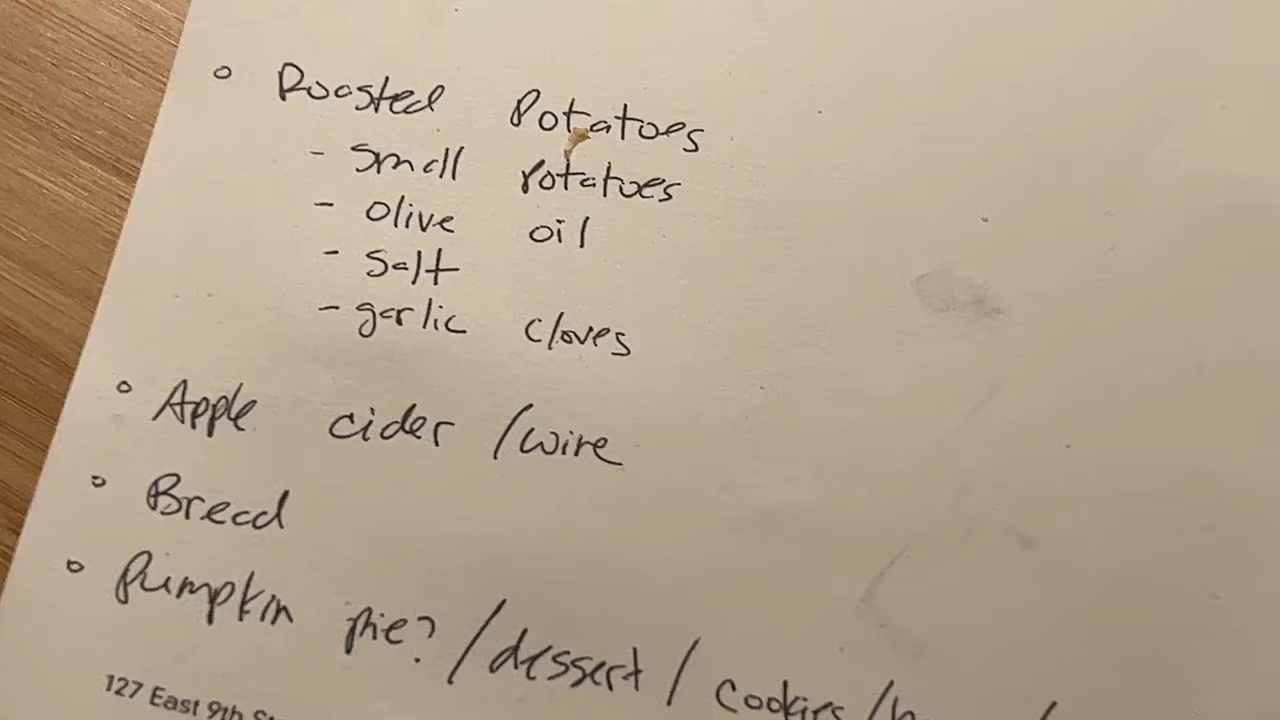 ◦ Roasted Potatoes
- small potatoes
- olive oil
- salt
- garlic cloves
◦ Apple cider /wine
◦ Bread
◦ Pumpkin pie? / dessert / cookies /
127 East 9th